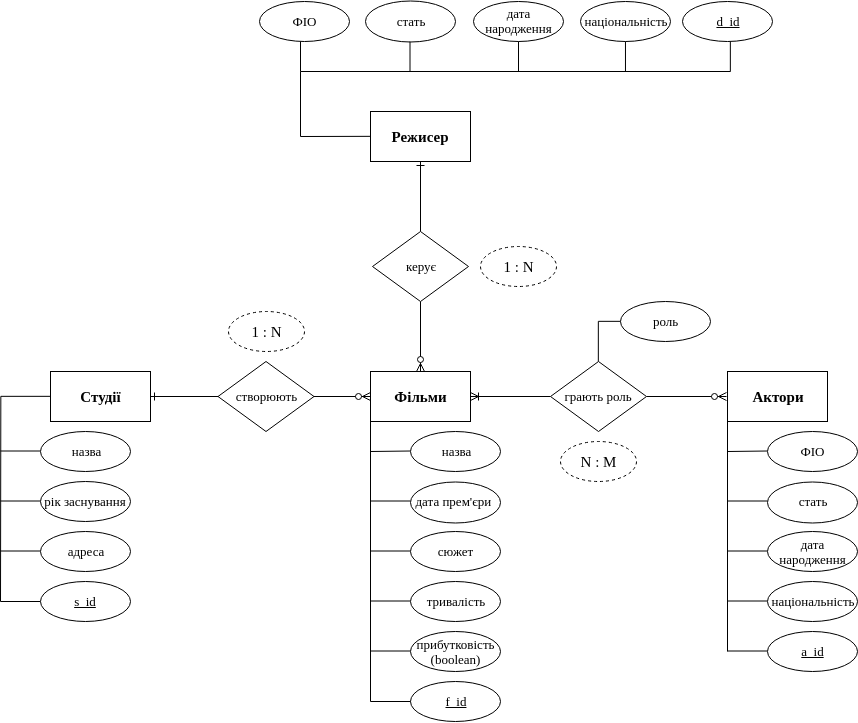 ФІО
стать
дата
народження
національність
d_id
Режисер
керує
1 : N
1 : N
роль
Студії
створюють
Фільми
грають роль
Актори
N : M
назва
рік заснування
адреса
s_id
назва
дата прем'єри
сюжет
тривалість
прибутковість
(boolean)
f_id
ФІО
стать
дата
народження
національність
a_id